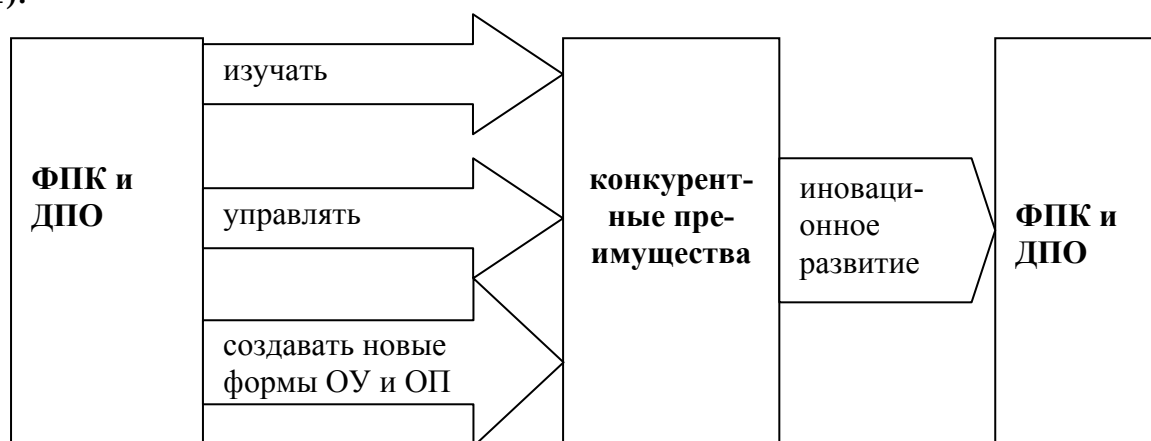 изучать
ФПК и
ДПО
управлять
создавать новые
формы ОУ и ОП
конкурент-
ные пре-
имущества
иноваци-
онное
развитие
ФПК и
ДПО